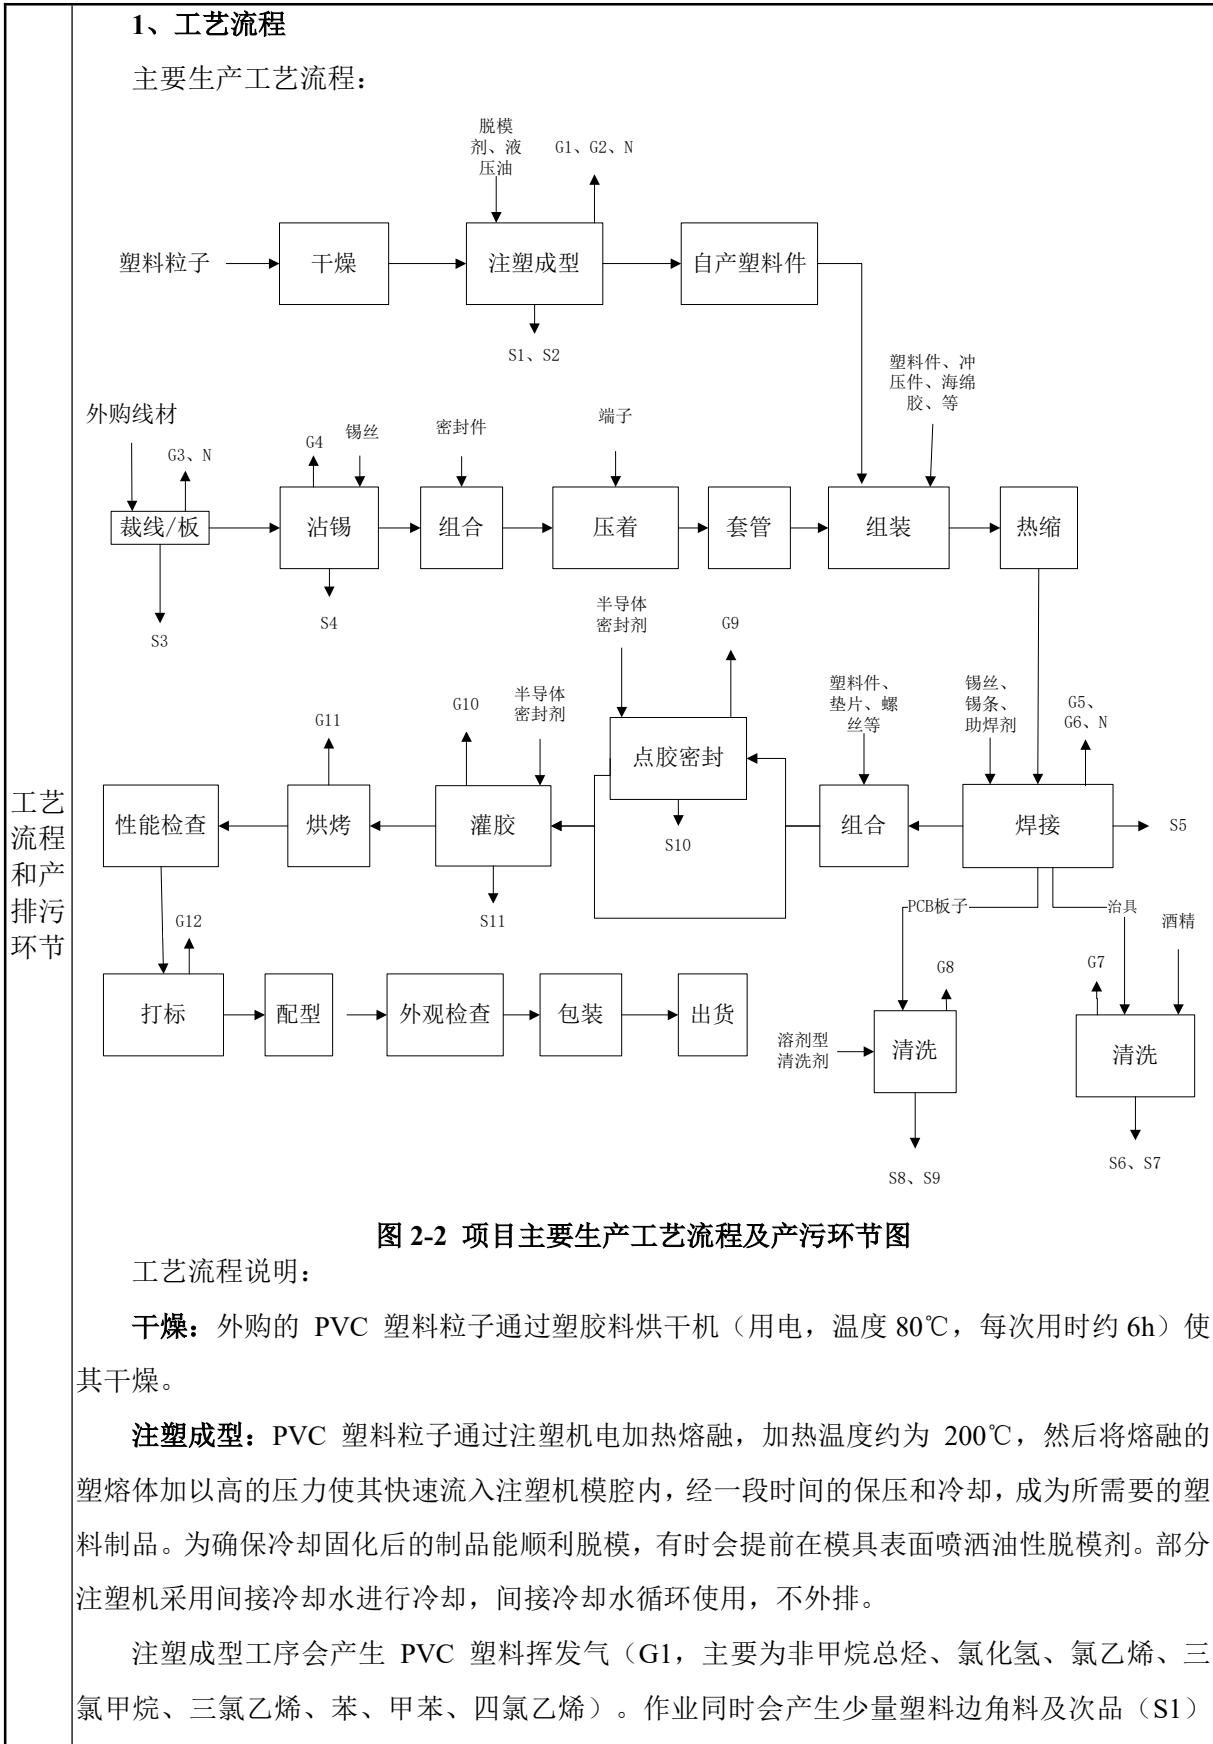 1、工艺流程
主要生产工艺流程：
脱模
剂、液
压油
G1、G2、N
塑料粒子
干燥
注塑成型
自产塑料件
S1、S2
塑料件、冲
压件、海绵
胶、等
外购线材
G3、N
G4
锡丝
密封件
端子
裁线/板
沾锡
组合
压着
套管
组装
热缩
S3
S4
半导体
密封剂
G9
G11
G10
半导体
密封剂
塑料件、
垫片、螺
丝等
锡丝、
锡条、
助焊剂
G5、
G6、N
性能检查
烘烤
灌胶
点胶密封
组合
焊接
S5
S10
S11
G12
PCB板子
治具
酒精
G8
G7
打标
配型
外观检查
包装
出货
溶剂型
清洗剂
清洗
清洗
S8、S9
S6、S7
工艺
流程
和产
排污
环节
图 2-2 项目主要生产工艺流程及产污环节图
工艺流程说明：
干燥：外购的 PVC 塑料粒子通过塑胶料烘干机（用电，温度 80℃，每次用时约 6h）使
其干燥。
注塑成型：PVC 塑料粒子通过注塑机电加热熔融，加热温度约为 200℃，然后将熔融的
塑熔体加以高的压力使其快速流入注塑机模腔内，经一段时间的保压和冷却，成为所需要的塑
料制品。为确保冷却固化后的制品能顺利脱模，有时会提前在模具表面喷洒油性脱模剂。部分
注塑机采用间接冷却水进行冷却，间接冷却水循环使用，不外排。
注塑成型工序会产生 PVC 塑料挥发气（G1，主要为非甲烷总烃、氯化氢、氯乙烯、三
氯甲烷、三氯乙烯、苯、甲苯、四氯乙烯）。作业同时会产生少量塑料边角料及次品（S1）